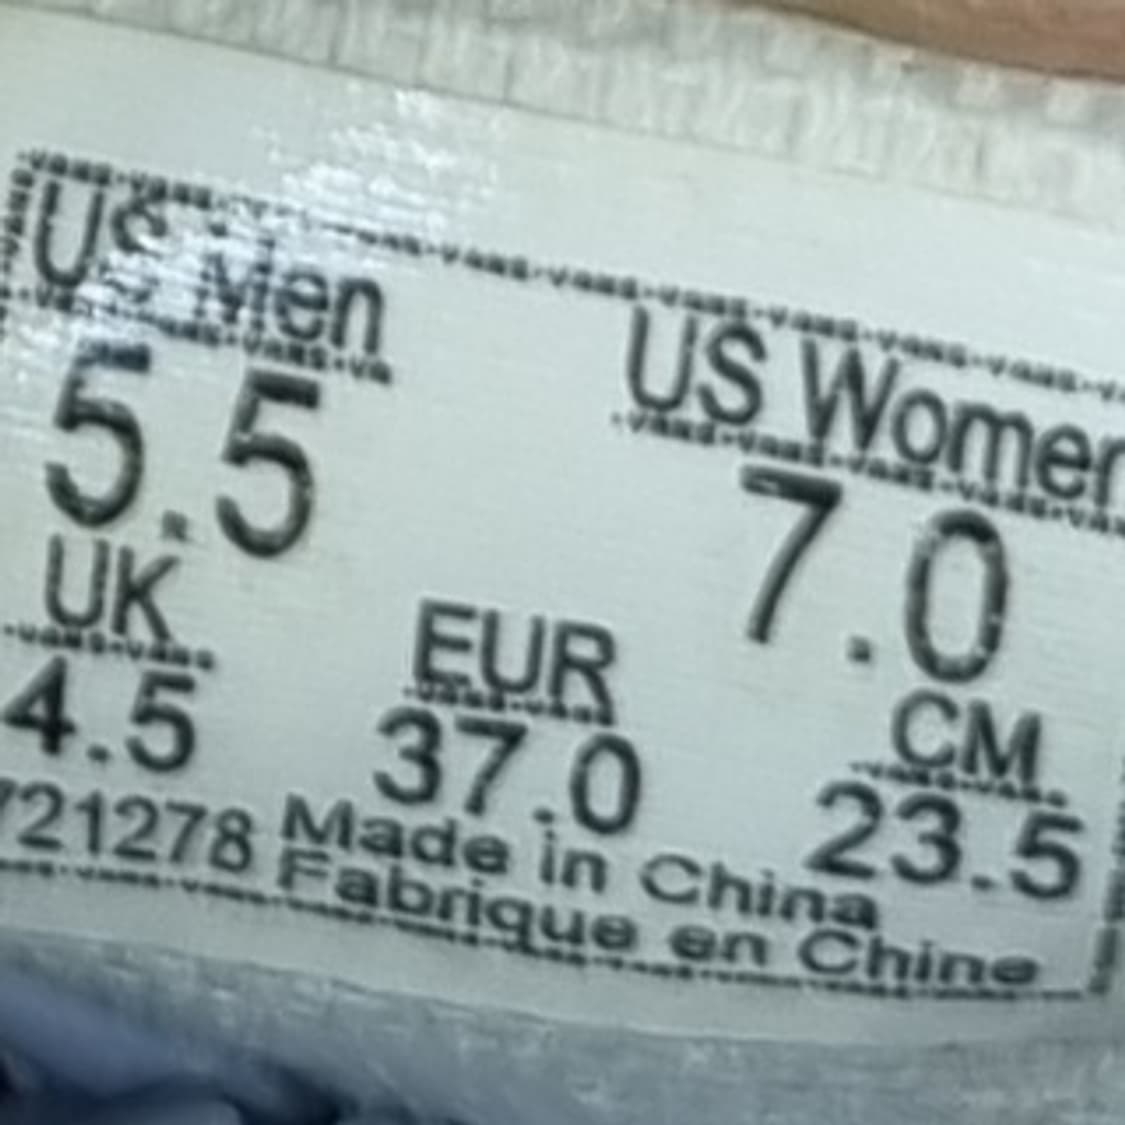 US Men
US Women
5.5
7.0
UK
EUR
CM
4.5
37.0
23.5
721278
Made in China
Fabrique en Chine